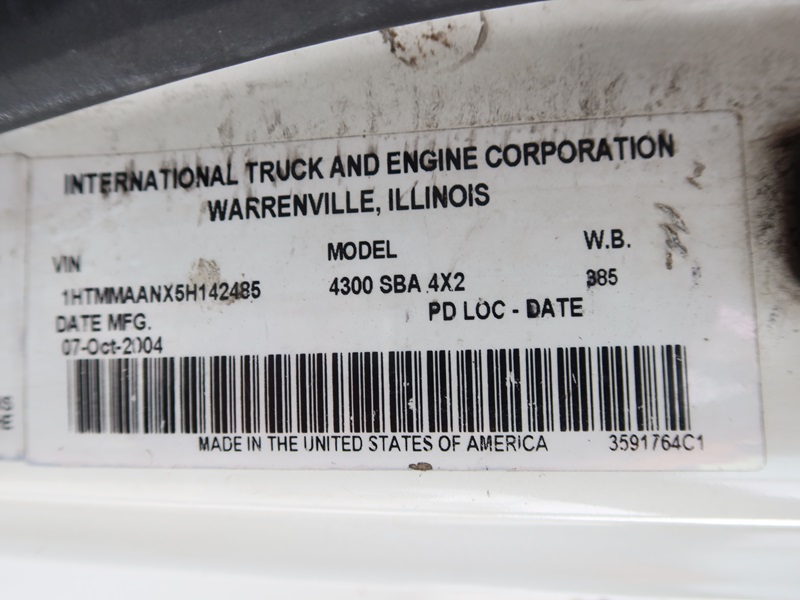 INTERNATIONAL TRUCK AND ENGINE CORPORATION
WARRENVILLE, ILLINOIS
VIN MODEL W.B.
1HTMMAANX5H142485 4300 SBA 4X2
DATE MFG. PD LOC - DATE
07-Oct-2004
MADE IN THE UNITED STATES OF AMERICA 3591764C1